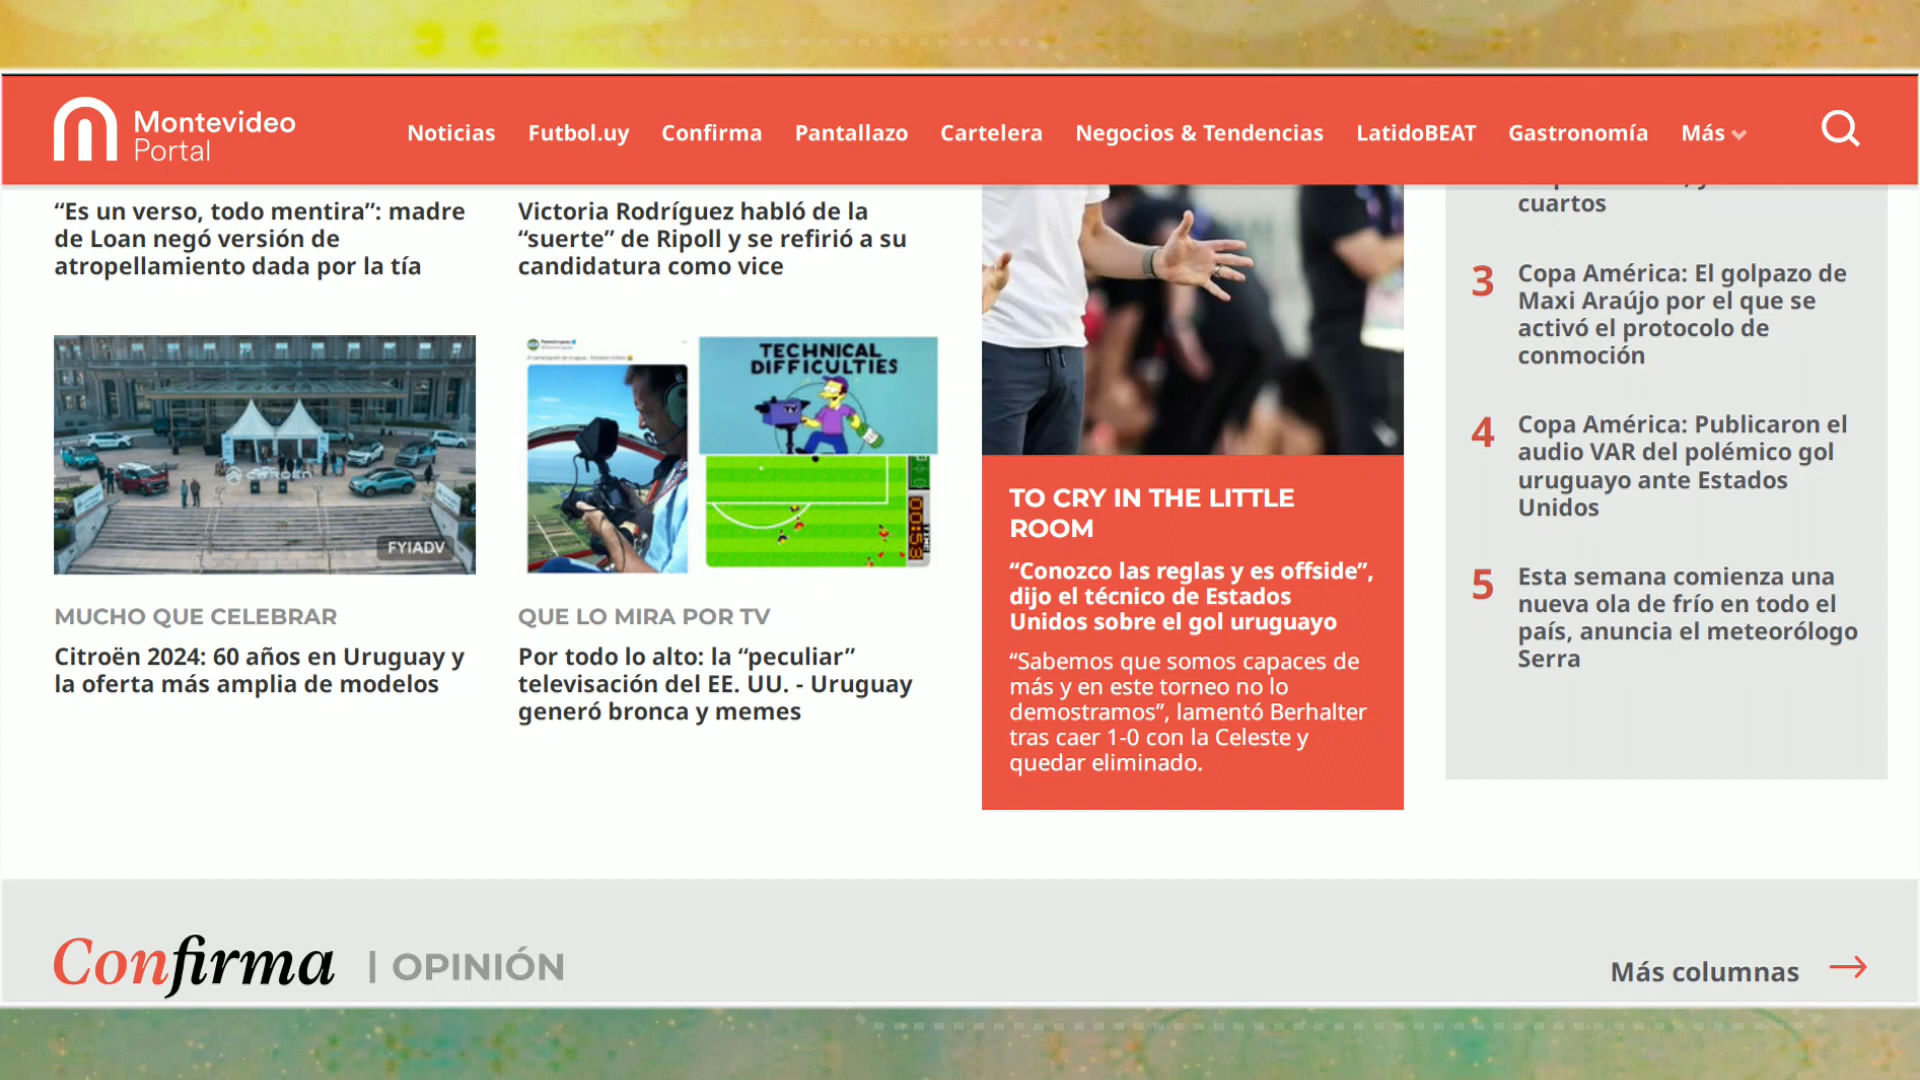 Montevideo
Portal
Noticias
Futbol.uy
Confirma
Pantallazo
Cartelera
Negocios & Tendencias
LatidoBEAT
Gastronomía
Más
“Es un verso, todo mentira”: madre
de Loan negó versión de
atropellamiento dada por la tía
Victoria Rodríguez habló de la
“suerte” de Ripoll y se refirió a su
candidatura como vice
CITROËN
FYIADV
MUCHO QUE CELEBRAR
Citroën 2024: 60 años en Uruguay y
la oferta más amplia de modelos
TECHNICAL
DIFFICULTIES
TV
00:53
TIME
QUE LO MIRA POR TV
Por todo lo alto: la “peculiar”
televisación del EE. UU. - Uruguay
generó bronca y memes
TO CRY IN THE LITTLE
ROOM
“Conozco las reglas y es offside”,
dijo el técnico de Estados
Unidos sobre el gol uruguayo
“Sabemos que somos capaces de
más y en este torneo no lo
demostramos”, lamentó Berhalter
tras caer 1-0 con la Celeste y
quedar eliminado.
cuartos
3
Copa América: El golpazo de
Maxi Araújo por el que se
activó el protocolo de
conmoción
4
Copa América: Publicaron el
audio VAR del polémico gol
uruguayo ante Estados
Unidos
5
Esta semana comienza una
nueva ola de frío en todo el
país, anuncia el meteorólogo
Serra
Confirma | OPINIÓN
Más columnas